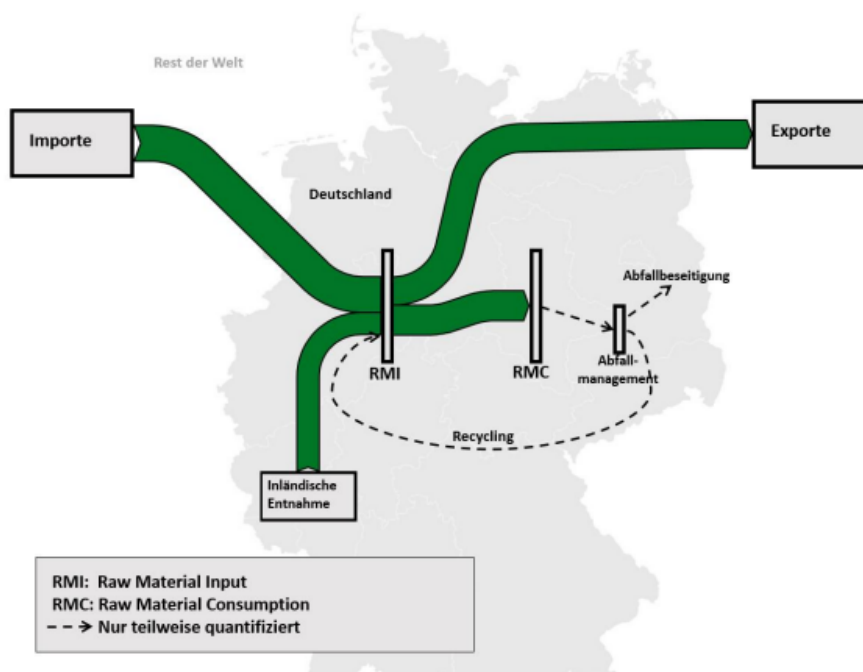 Rest der Welt
Importe
Exporte
Deutschland
Abfallbeseitigung
RMI
RMC
Abfall-
management
Recycling
Inländische
Entnahme
RMI: Raw Material Input
RMC: Raw Material Consumption
Nur teilweise quantifiziert